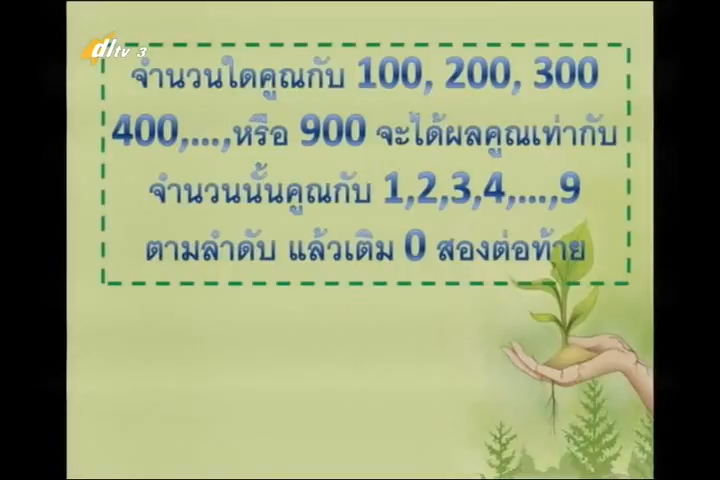 dltv 3
จำนวนใดคูณกับ 100, 200, 300
400,...,หรือ 900 จะได้ผลคูณเท่ากับ
จำนวนนั้นคูณกับ 1,2,3,4,...,9
ตามลำดับ แล้วเติม 0 สองต่อท้าย